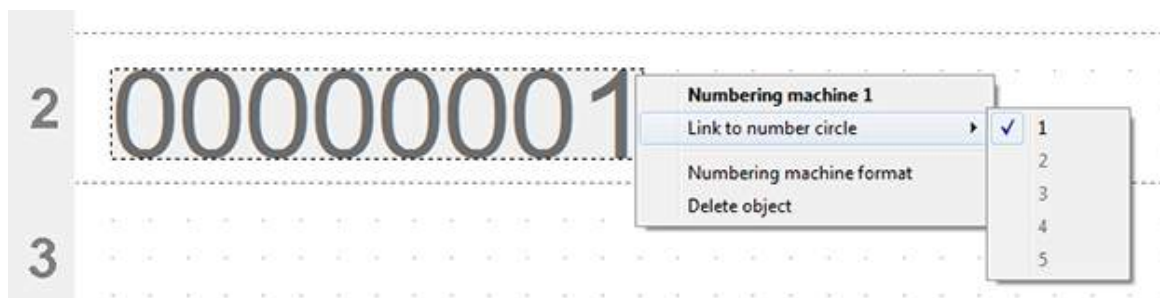 2
00000001
Numbering machine 1
Link to number circle
Numbering machine format
Delete object
1
2
3
4
5
3